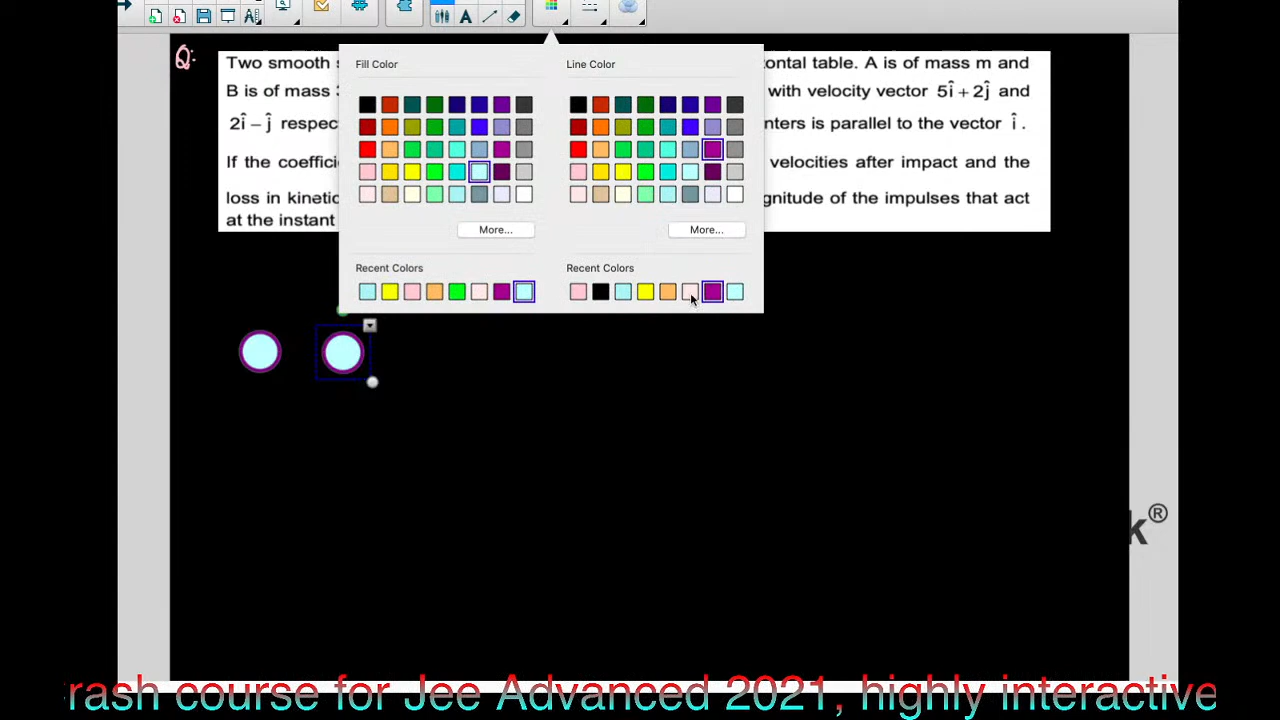 Q:
Two smooth
ontal table. A is of mass m and
B is of mass
with velocity vector 5î + 2ĵ and
2î − ĵ respec
nters is parallel to the vector î .
If the coeffici
velocities after impact and the
loss in kinetic
gnitude of the impulses that act
at the instant
Fill Color
Line Color
More...
More...
Recent Colors
Recent Colors
k®
rash course for Jee Advanced 2021, highly interactive